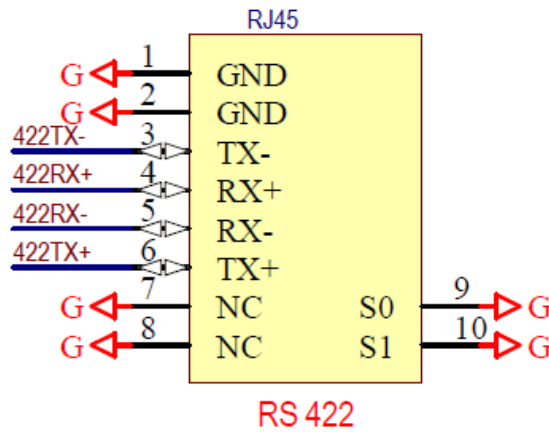 RJ45
G 1 GND
G 2 GND
422TX- 3 TX-
422RX+ 4 RX+
422RX- 5 RX-
422TX+ 6 TX+
G 7 NC S0 9 G
G 8 NC S1 10 G
RS 422